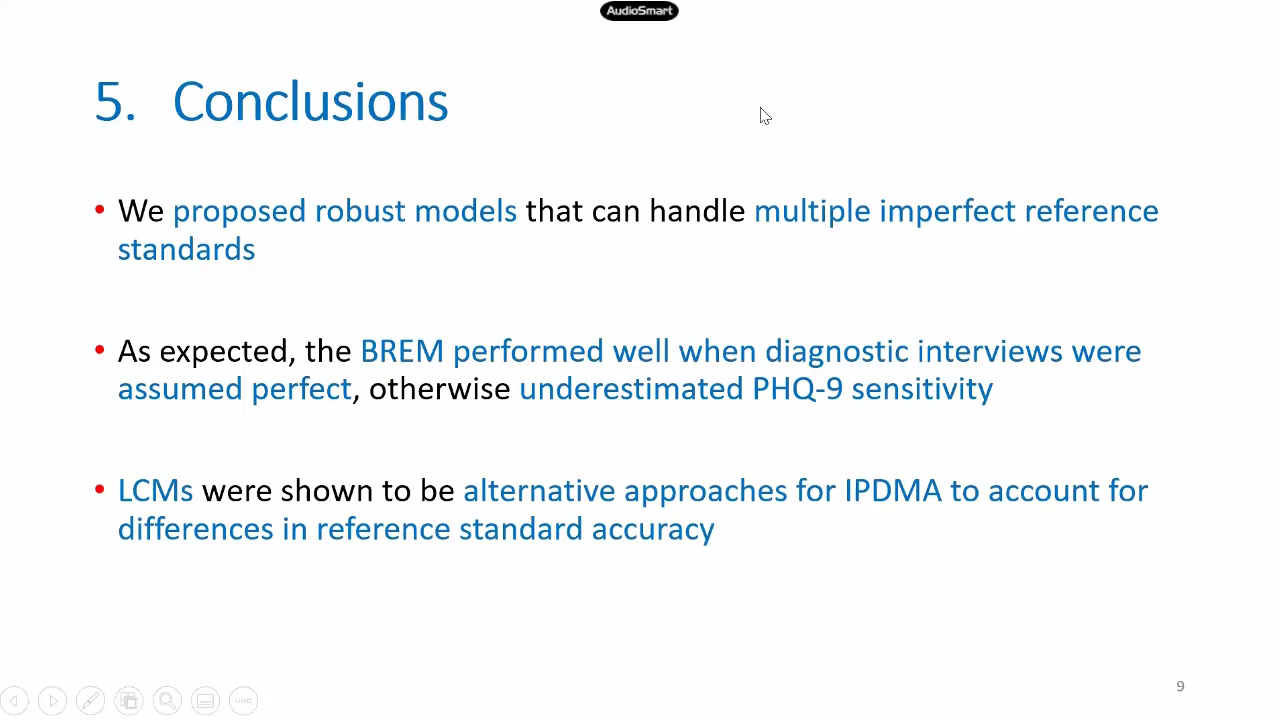 AudioSmart
5. Conclusions
• We proposed robust models that can handle multiple imperfect reference
standards
• As expected, the BREM performed well when diagnostic interviews were
assumed perfect, otherwise underestimated PHQ-9 sensitivity
• LCMs were shown to be alternative approaches for IPDMA to account for
differences in reference standard accuracy
9